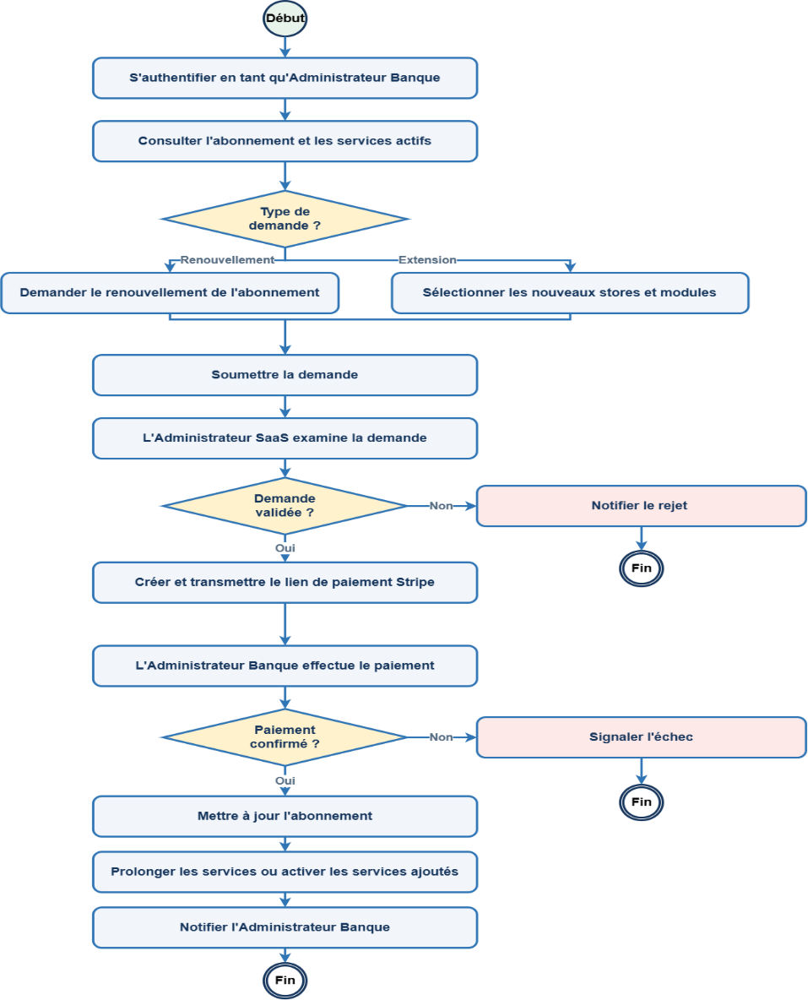 Début
S'authentifier en tant qu'Administrateur Banque
Consulter l'abonnement et les services actifs
Type de
demande ?
Renouvellement
Extension
Demander le renouvellement de l'abonnement
Sélectionner les nouveaux stores et modules
Soumettre la demande
L'Administrateur SaaS examine la demande
Demande
validée ?
Non
Notifier le rejet
Oui
Fin
Créer et transmettre le lien de paiement Stripe
L'Administrateur Banque effectue le paiement
Paiement
confirmé ?
Non
Signaler l'échec
Oui
Fin
Mettre à jour l'abonnement
Prolonger les services ou activer les services ajoutés
Notifier l'Administrateur Banque
Fin